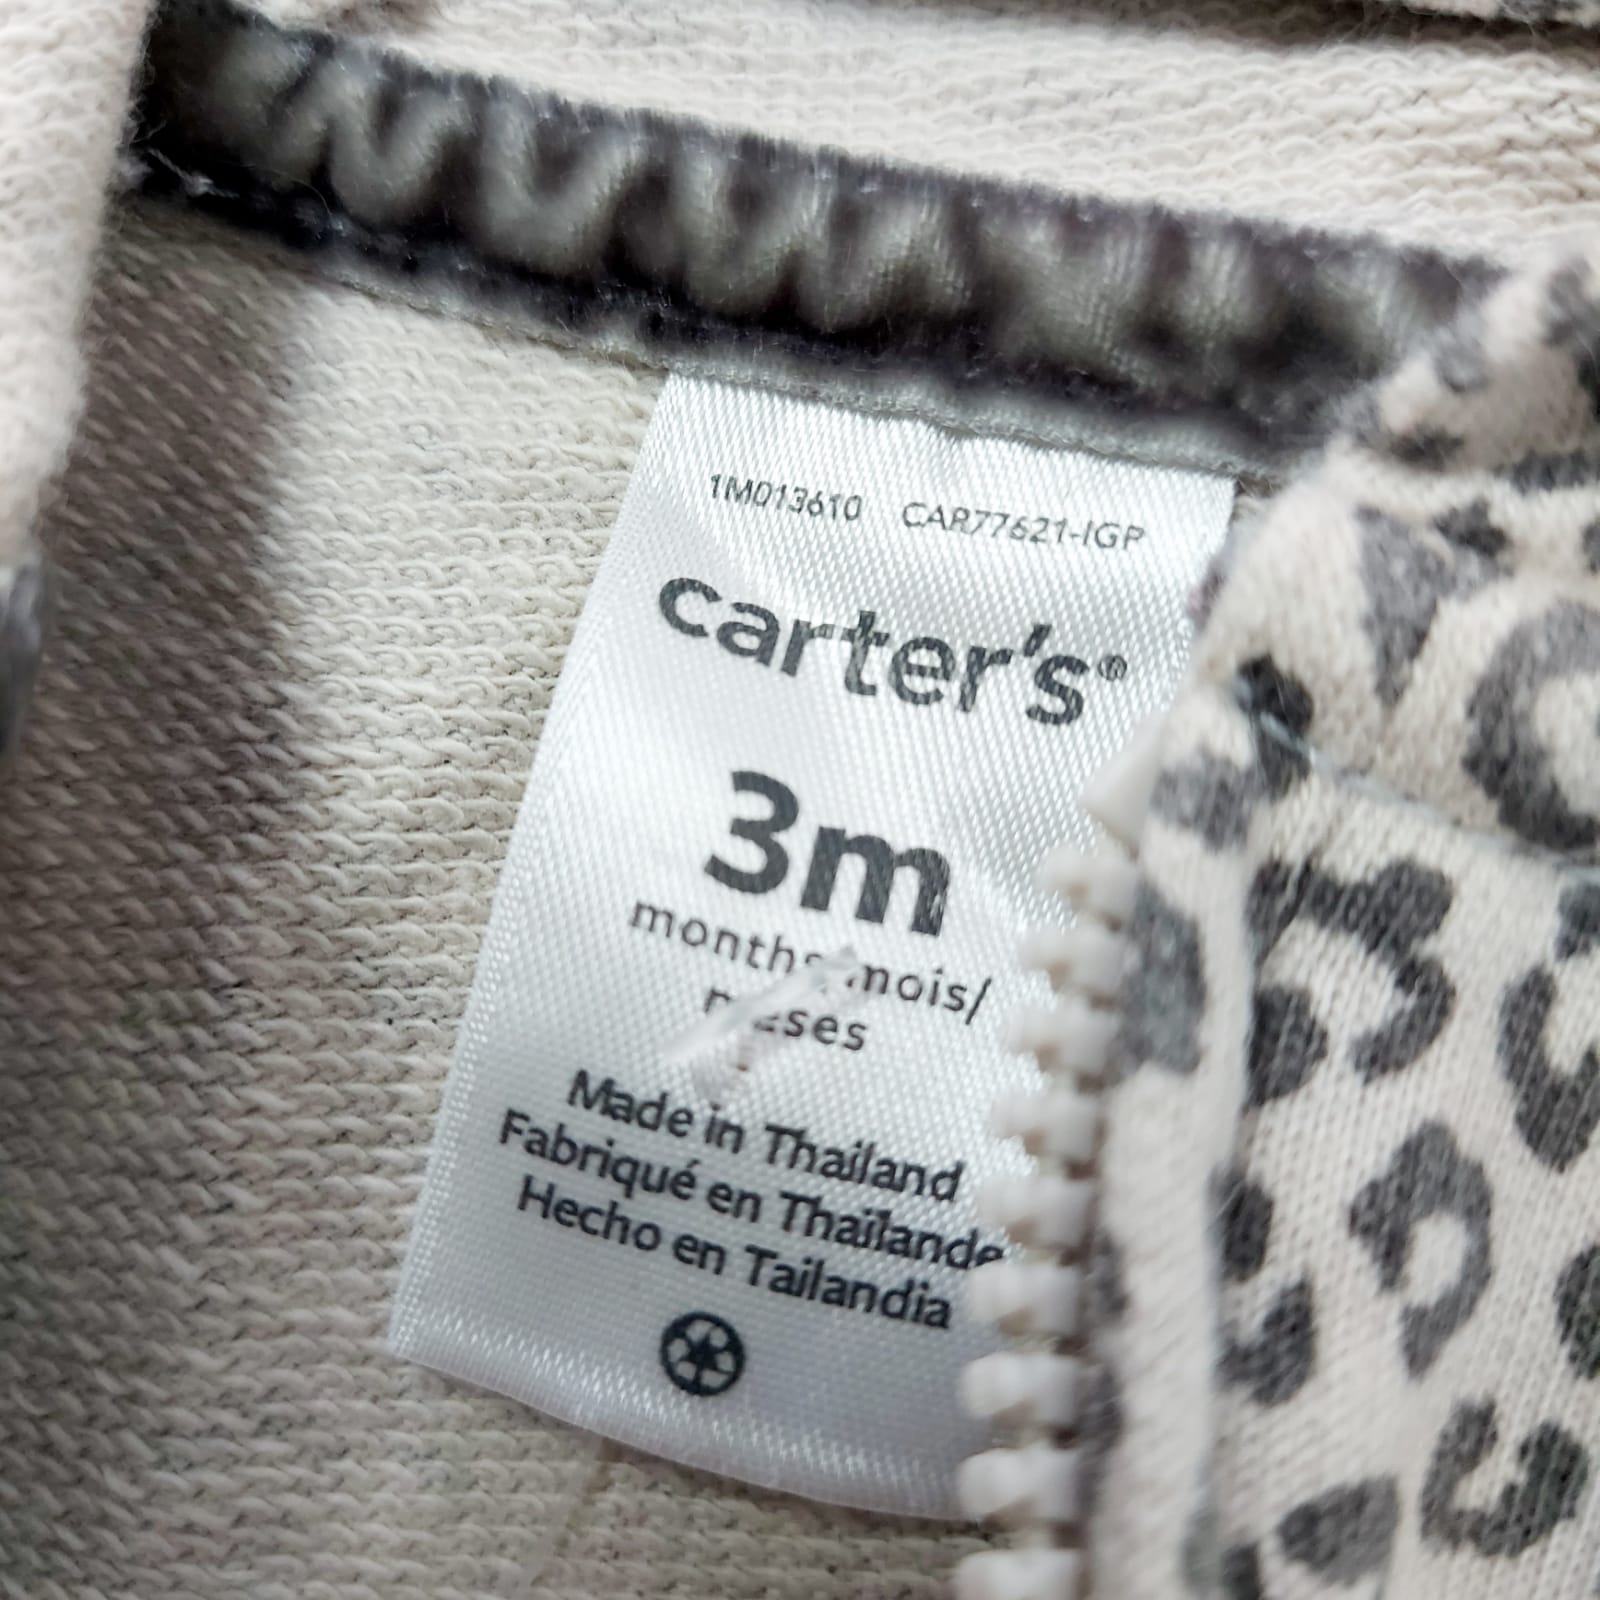 1M013610 CAR77621-IGP
carter's®
3m
months/mois/
meses
Made in Thailand
Fabriqué en Thaïlande
Hecho en Tailandia